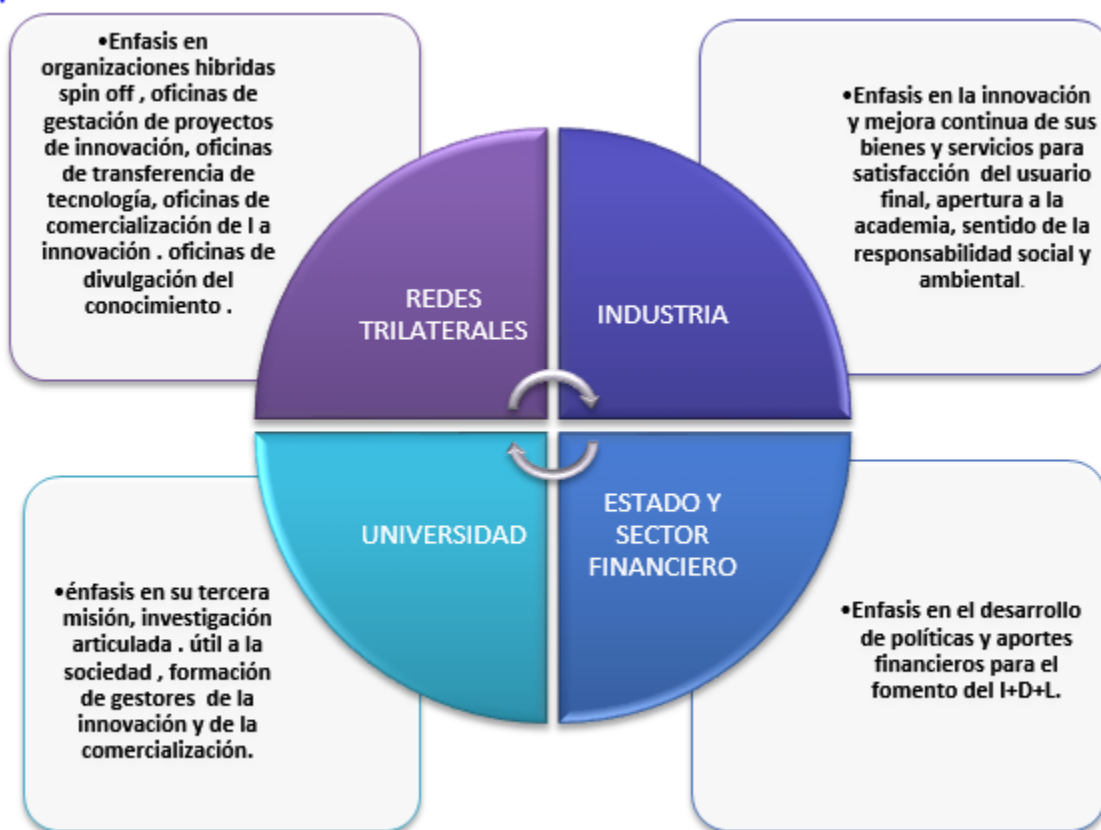 •Enfasis en
organizaciones hibridas
spin off , oficinas de
gestación de proyectos
de innovación, oficinas
de transferencia de
tecnología, oficinas de
comercialización de l a
innovación . oficinas de
divulgación del
conocimiento .
•Enfasis en la innovación
y mejora continua de sus
bienes y servicios para
satisfacción del usuario
final, apertura a la
academia, sentido de la
responsabilidad social y
ambiental.
REDES
TRILATERALES
INDUSTRIA
UNIVERSIDAD
ESTADO Y
SECTOR
FINANCIERO
•énfasis en su tercera
misión, investigación
articulada . útil a la
sociedad , formación
de gestores de la
innovación y de la
comercialización.
•Enfasis en el desarrollo
de políticas y aportes
financieros para el
fomento del I+D+L.